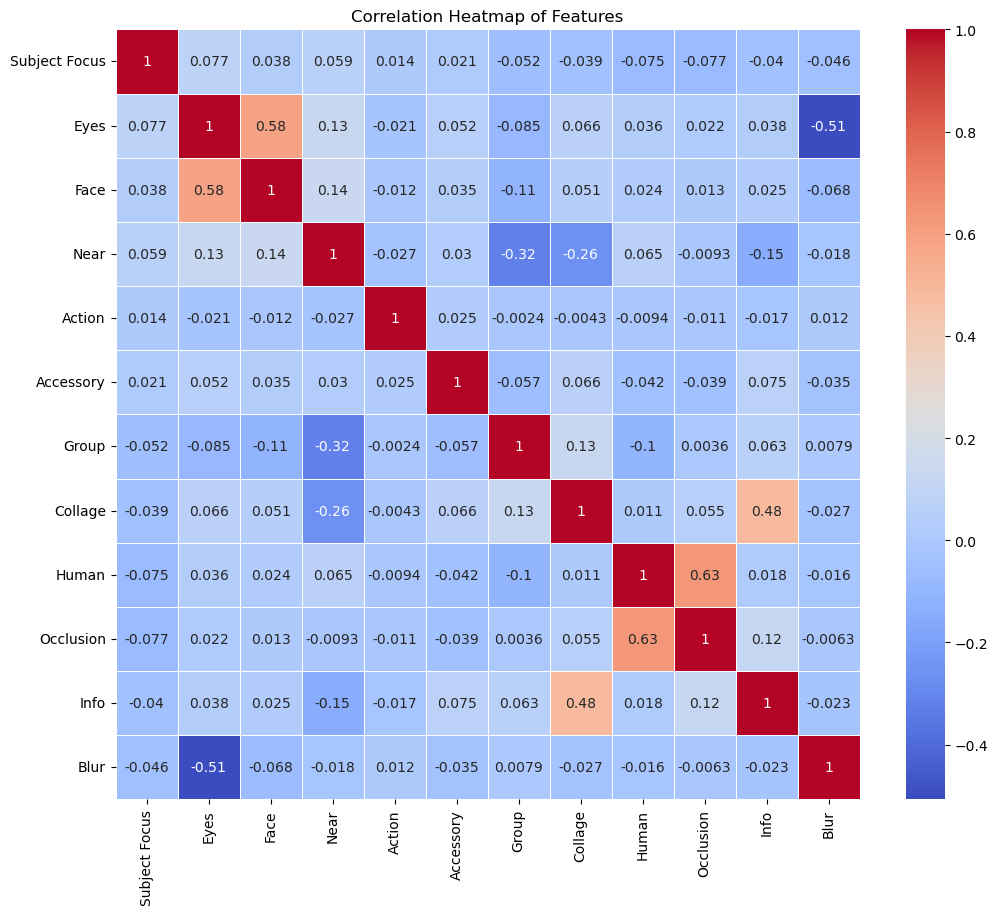 Correlation Heatmap of Features
Subject Focus 1 0.077 0.038 0.059 0.014 0.021 -0.052 -0.039 -0.075 -0.077 -0.04 -0.046
Eyes 0.077 1 0.58 0.13 -0.021 0.052 -0.085 0.066 0.036 0.022 0.038 -0.51
Face 0.038 0.58 1 0.14 -0.012 0.035 -0.11 0.051 0.024 0.013 0.025 -0.068
Near 0.059 0.13 0.14 1 -0.027 0.03 -0.32 -0.26 0.065 -0.0093 -0.15 -0.018
Action 0.014 -0.021 -0.012 -0.027 1 0.025 -0.0024 -0.0043 -0.0094 -0.011 -0.017 0.012
Accessory 0.021 0.052 0.035 0.03 0.025 1 -0.057 0.066 -0.042 -0.039 0.075 -0.035
Group -0.052 -0.085 -0.11 -0.32 -0.0024 -0.057 1 0.13 -0.1 0.0036 0.063 0.0079
Collage -0.039 0.066 0.051 -0.26 -0.0043 0.066 0.13 1 0.011 0.055 0.48 -0.027
Human -0.075 0.036 0.024 0.065 -0.0094 -0.042 -0.1 0.011 1 0.63 0.018 -0.016
Occlusion -0.077 0.022 0.013 -0.0093 -0.011 -0.039 0.0036 0.055 0.63 1 0.12 -0.0063
Info -0.04 0.038 0.025 -0.15 -0.017 0.075 0.063 0.48 0.018 0.12 1 -0.023
Blur -0.046 -0.51 -0.068 -0.018 0.012 -0.035 0.0079 -0.027 -0.016 -0.0063 -0.023 1
Subject Focus Eyes Face Near Action Accessory Group Collage Human Occlusion Info Blur
1.0
0.8
0.6
0.4
0.2
0.0
−0.2
−0.4